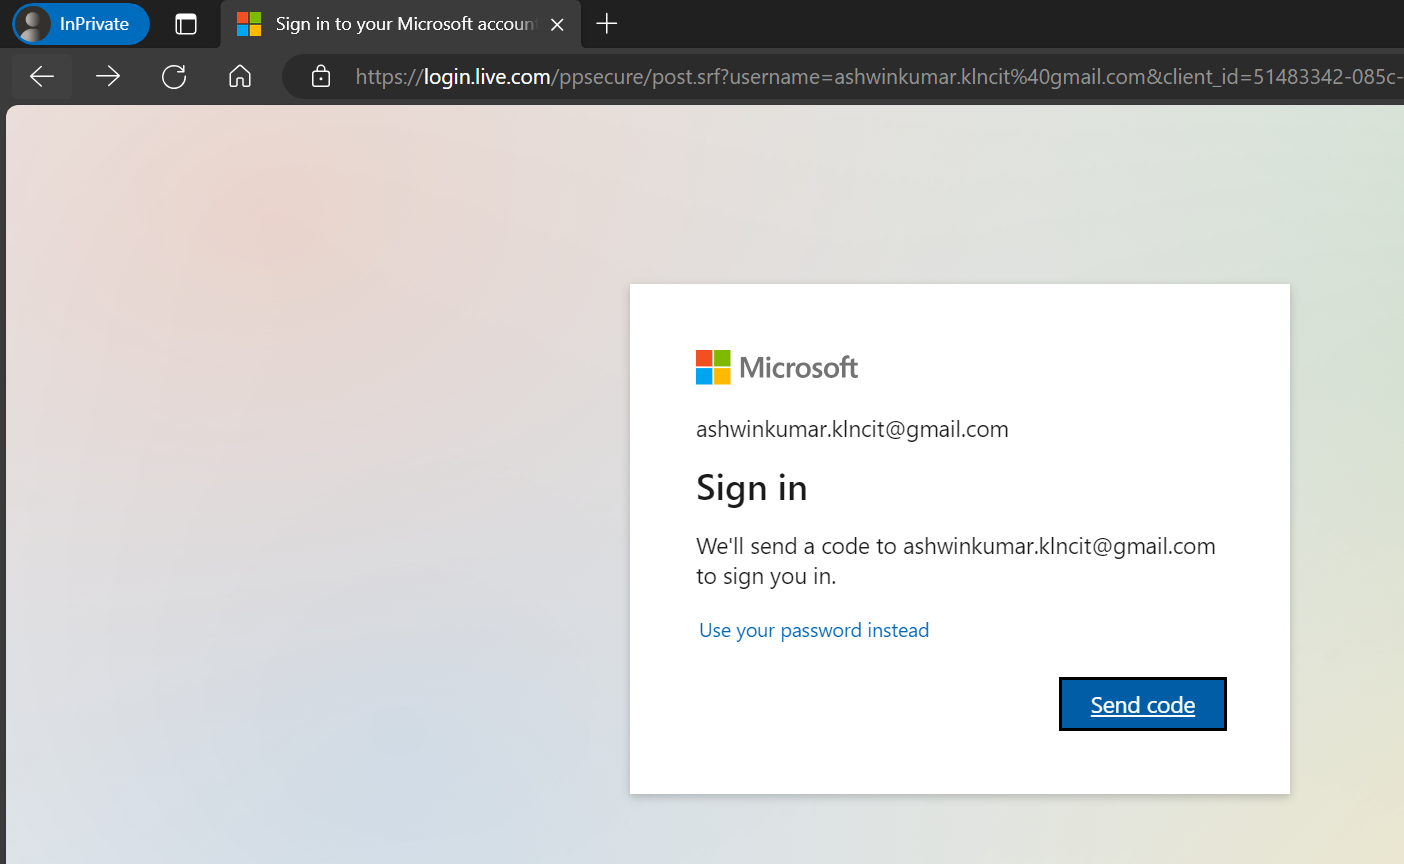 InPrivate
Sign in to your Microsoft accoun
https://login.live.com/ppsecure/post.srf?username=ashwinkumar.klncit%40gmail.com&client_id=51483342-085c-
Microsoft
ashwinkumar.klncit@gmail.com
Sign in
We'll send a code to ashwinkumar.klncit@gmail.com
to sign you in.
Use your password instead
Send code